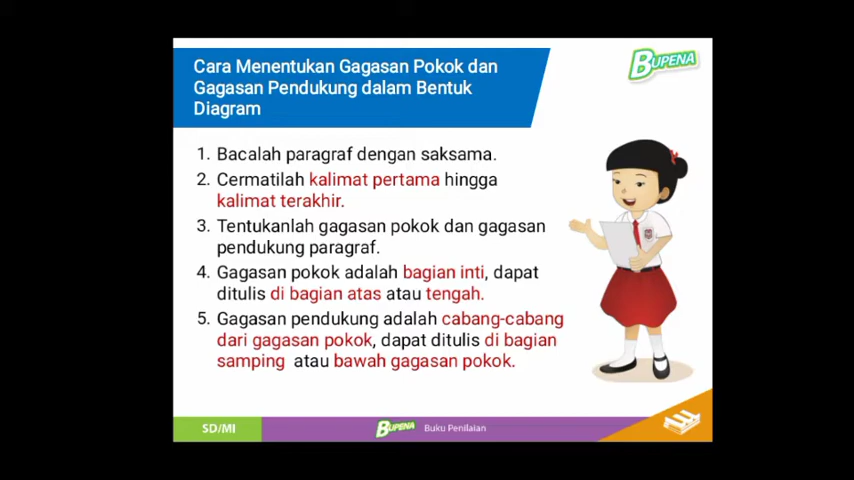 Cara Menentukan Gagasan Pokok dan
Gagasan Pendukung dalam Bentuk
Diagram
BUPENA
1. Bacalah paragraf dengan saksama.
2. Cermatilah kalimat pertama hingga
kalimat terakhir.
3. Tentukanlah gagasan pokok dan gagasan
pendukung paragraf.
4. Gagasan pokok adalah bagian inti, dapat
ditulis di bagian atas atau tengah.
5. Gagasan pendukung adalah cabang-cabang
dari gagasan pokok, dapat ditulis di bagian
samping atau bawah gagasan pokok.
SD/MI
BUPENA Buku Penilaian